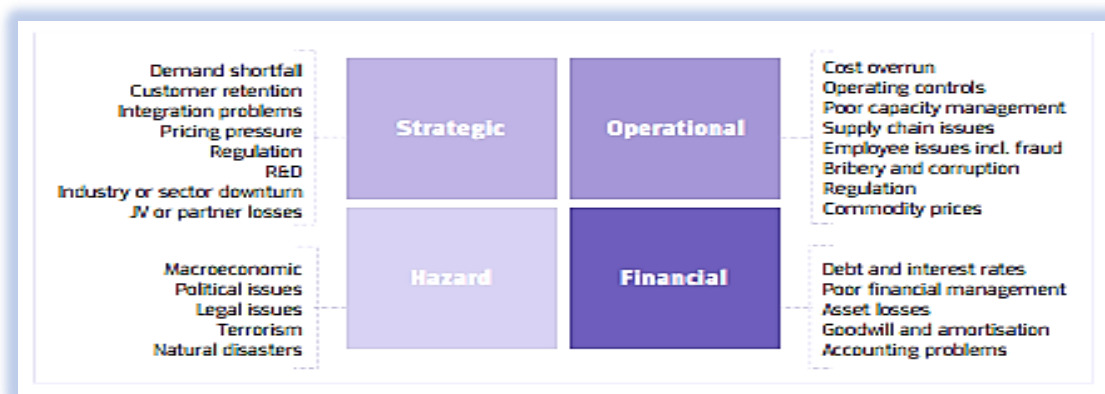 Demand shortfall
Customer retention
Integration problems
Pricing pressure
Regulation
R&D
Industry or sector downturn
JV or partner losses
Strategic
Operational
Cost overrun
Operating controls
Poor capacity management
Supply chain issues
Employee issues incl. fraud
Bribery and corruption
Regulation
Commodity prices
Macroeconomic
Political issues
Legal issues
Terrorism
Natural disasters
Hazard
Financial
Debt and interest rates
Poor financial management
Asset losses
Goodwill and amortisation
Accounting problems